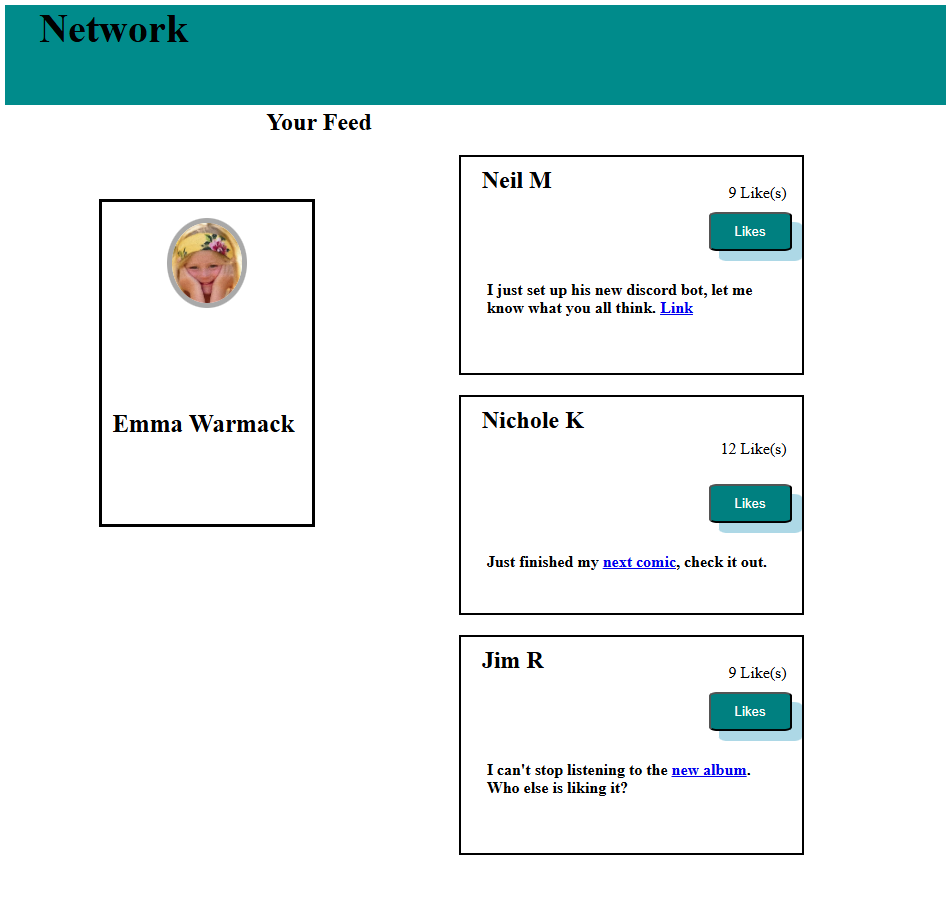 Network
Your Feed
Emma Warmack
Neil M
9 Like(s)
Likes
I just set up his new discord bot, let me
know what you all think. Link
Nichole K
12 Like(s)
Likes
Just finished my next comic, check it out.
Jim R
9 Like(s)
Likes
I can't stop listening to the new album.
Who else is liking it?